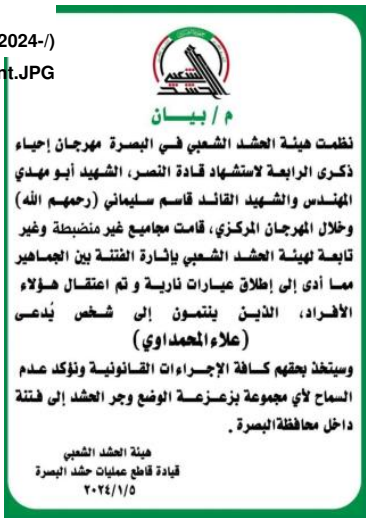 2024-/)
nt.JPG
الحشد الشعبي
م / بيـــان
نظمت هيئة الحشد الشعبي في البصرة مهرجان إحياء
ذكرى الرابعة لاستشهاد قادة النصر، الشهيد أبو مهدي
المهندس والشهيد القائد قاسم سليماني (رحمهم الله)
وخلال المهرجان المركزي، قامت مجاميع غير منضبطة وغير
تابعة لهيئة الحشد الشعبي بإثارة الفتنة بين الجماهير
مما أدى إلى إطلاق عيارات نارية و تم اعتقال هؤلاء
الأفراد، الذين ينتمون إلى شخص يُدعى
(علاء المحمداوي)
وسيتخذ بحقهم كافة الإجراءات القانونية ونؤكد عدم
السماح لأي مجموعة بزعزعة الوضع وجر الحشد إلى فتنة
داخل محافظة البصرة .
هيئة الحشد الشعبي
قيادة قاطع عمليات حشد البصرة
٢٠٢٤/١/٥